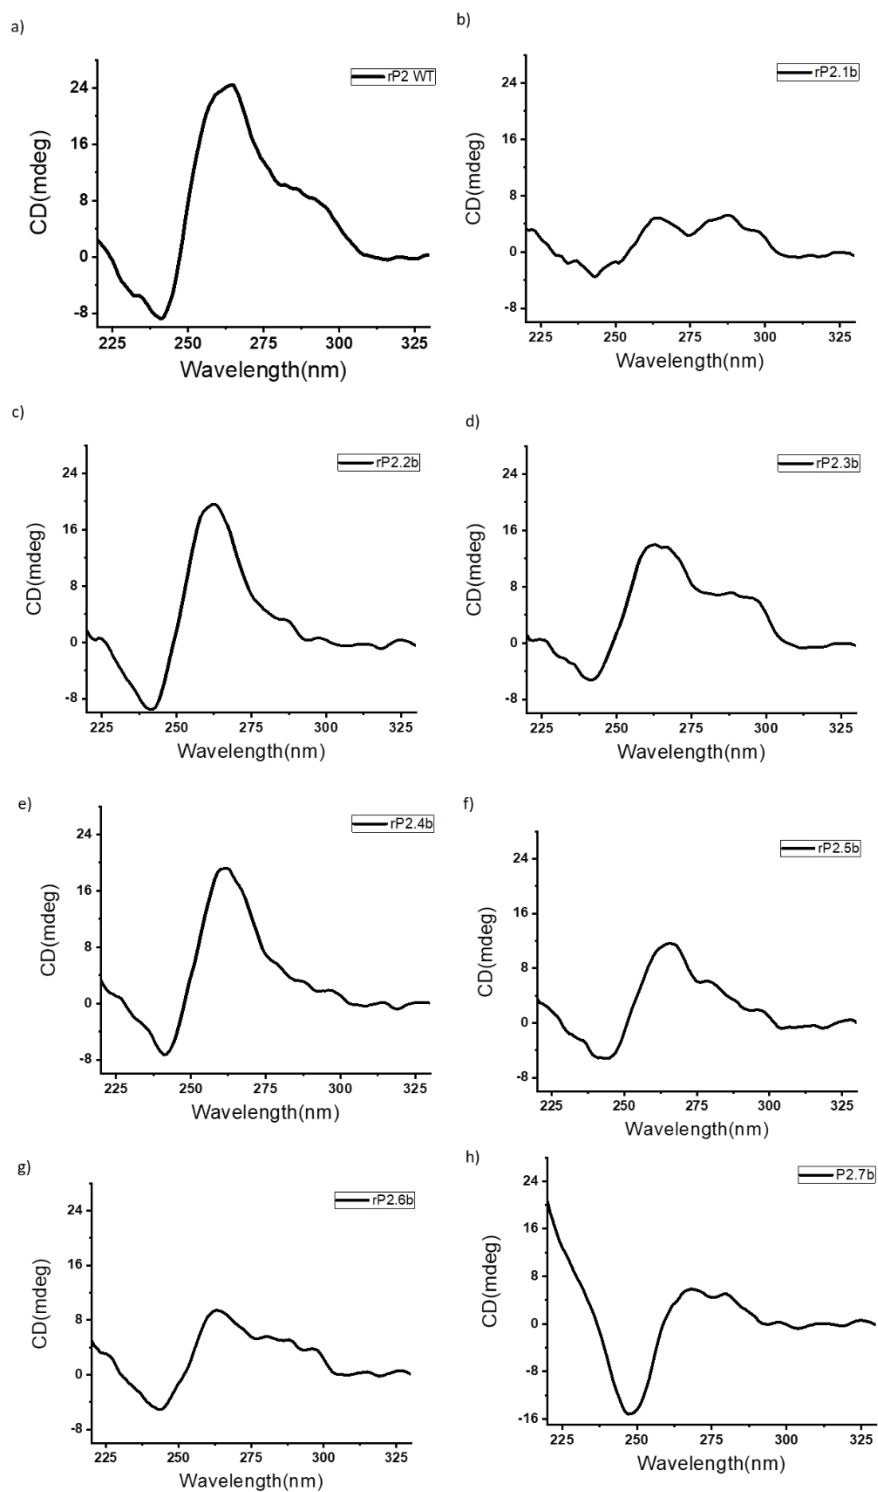 a)
rP2 WT
CD(mdeg)
24
16
8
0
-8
225
250
275
300
325
Wavelength(nm)
b)
rP2.1b
CD(mdeg)
24
16
8
0
-8
225
250
275
300
325
Wavelength(nm)
c)
rP2.2b
CD(mdeg)
24
16
8
0
-8
225
250
275
300
325
Wavelength(nm)
d)
rP2.3b
CD(mdeg)
24
16
8
0
-8
225
250
275
300
325
Wavelength(nm)
e)
rP2.4b
CD(mdeg)
24
16
8
0
-8
225
250
275
300
325
Wavelength(nm)
f)
rP2.5b
CD(mdeg)
24
16
8
0
-8
225
250
275
300
325
Wavelength(nm)
g)
rP2.6b
CD(mdeg)
24
16
8
0
-8
225
250
275
300
325
Wavelength(nm)
h)
P2.7b
CD(mdeg)
24
16
8
0
-8
-16
225
250
275
300
325
Wavelength(nm)